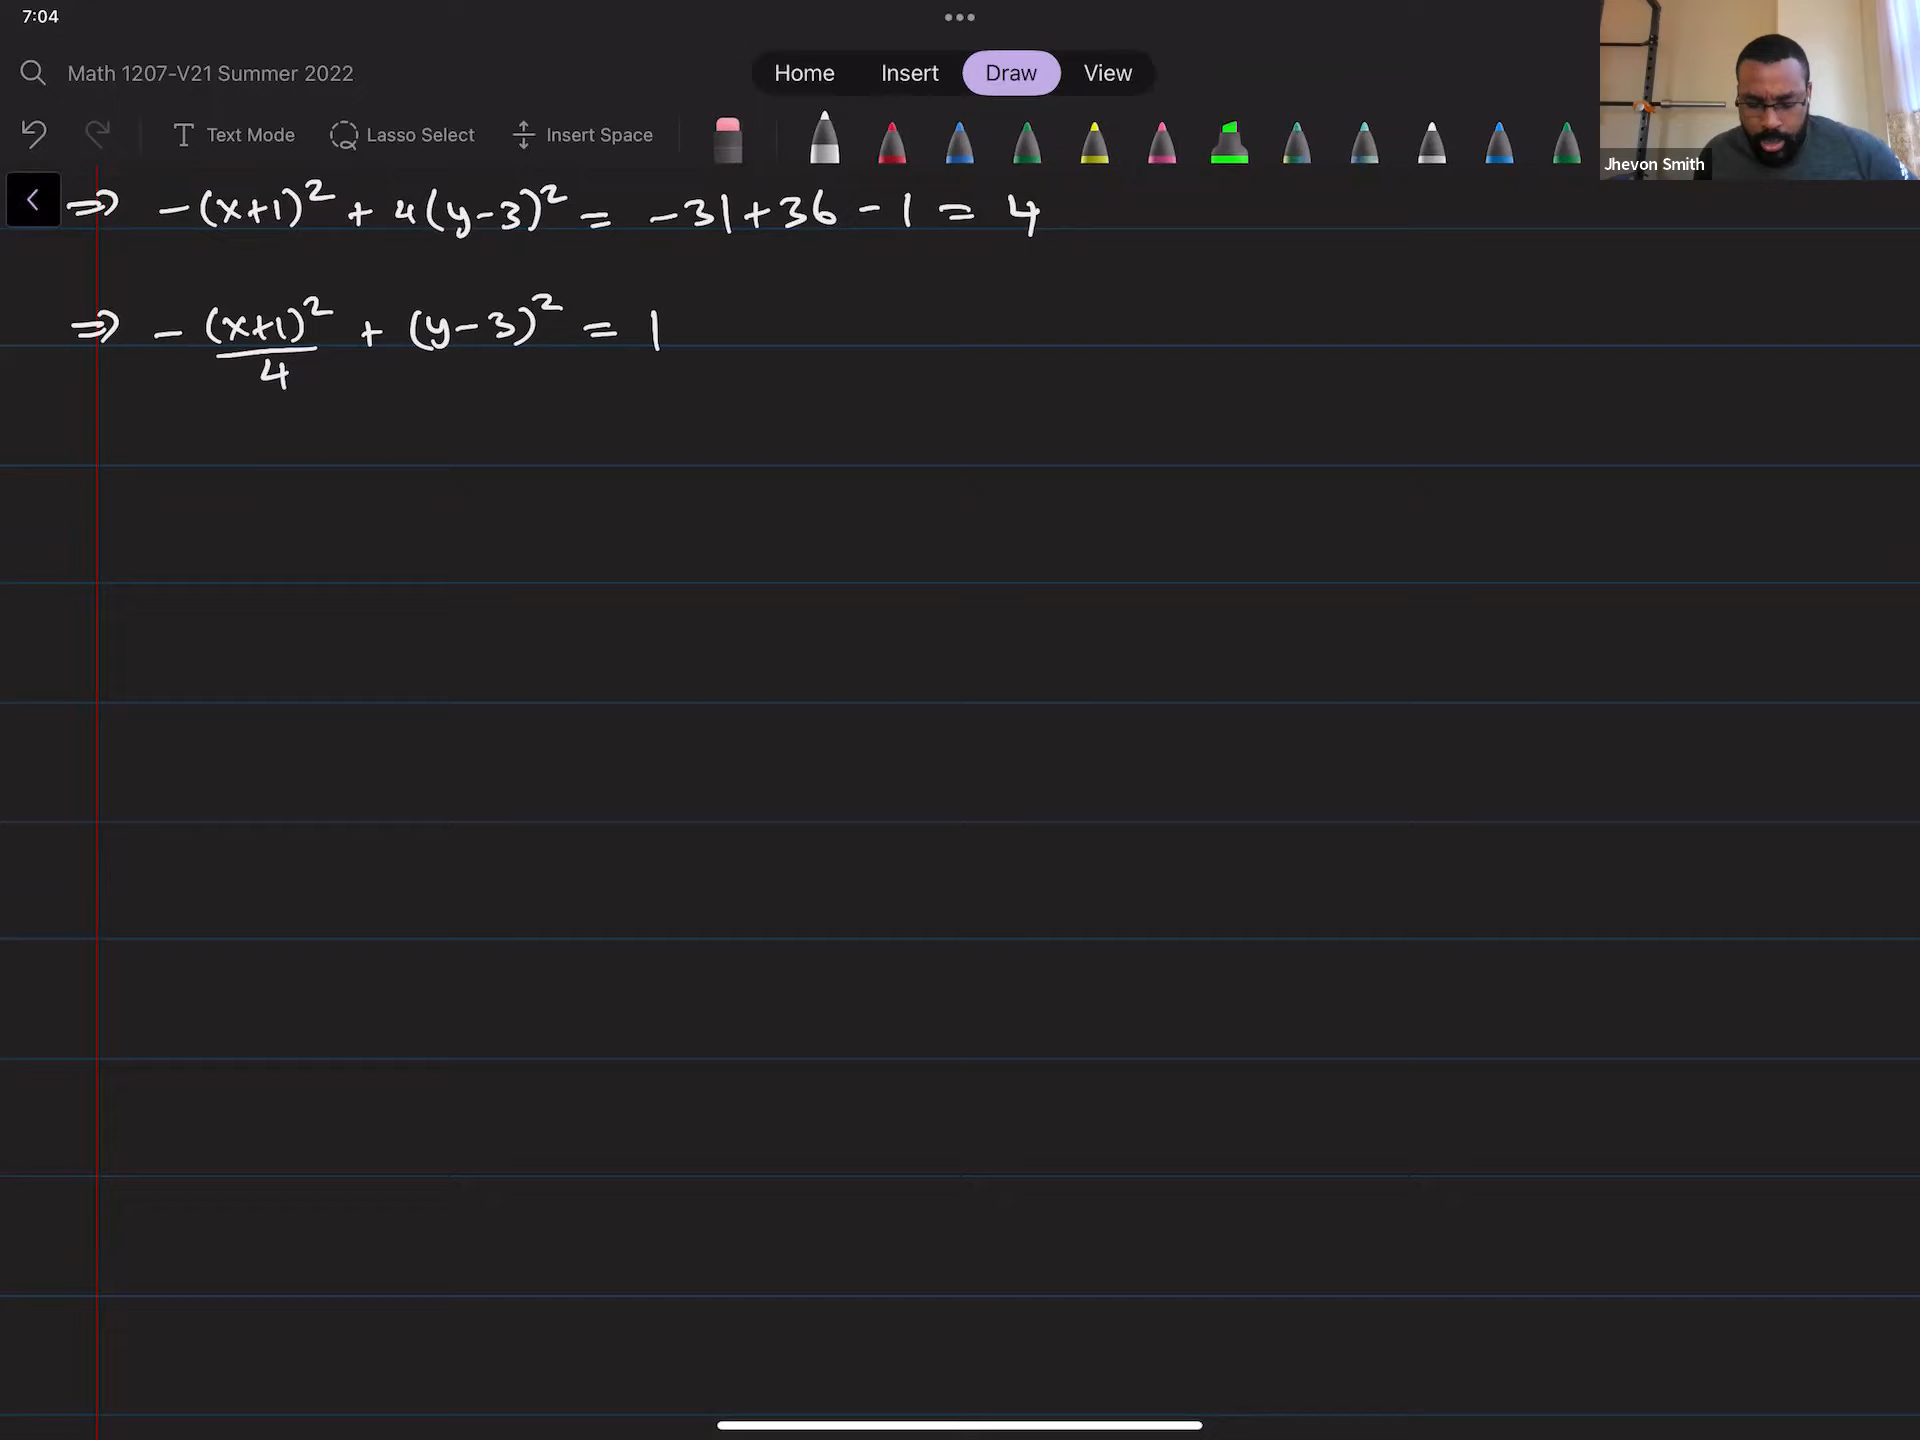 7:04
Math 1207-V21 Summer 2022
Home Insert Draw View
Text Mode Lasso Select Insert Space
Jhevon Smith
⇒ -(x+1)² + 4(y-3)² = -31+36-1 = 4
⇒ -(x+1)²/4 + (y-3)² = 1